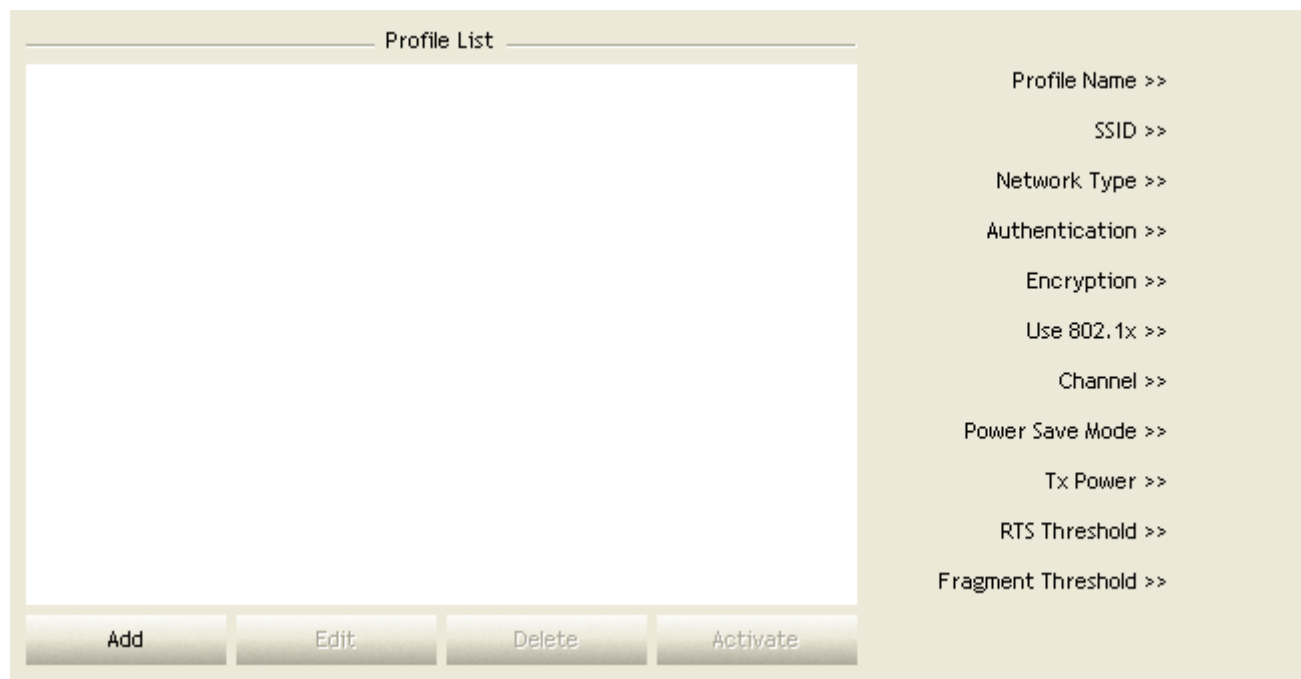 Profile List
Profile Name >>
SSID >>
Network Type >>
Authentication >>
Encryption >>
Use 802.1x >>
Channel >>
Power Save Mode >>
Tx Power >>
RTS Threshold >>
Fragment Threshold >>
Add Edit Delete Activate